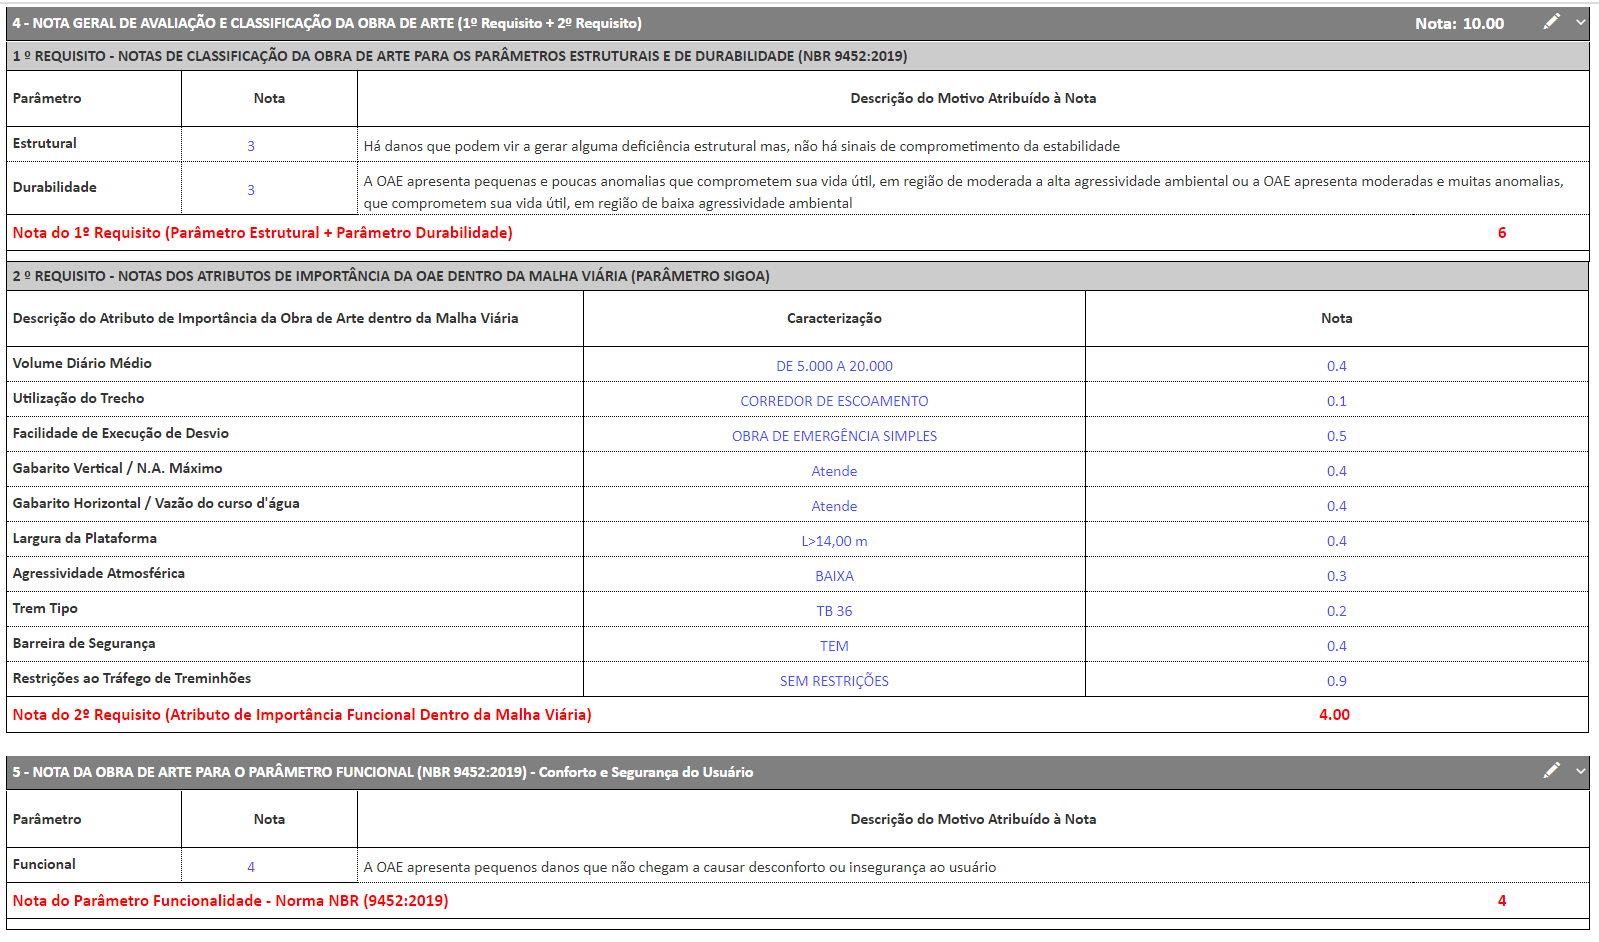 4 - NOTA GERAL DE AVALIAÇÃO E CLASSIFICAÇÃO DA OBRA DE ARTE (1º Requisito + 2º Requisito) Nota: 10.00
1 º REQUISITO - NOTAS DE CLASSIFICAÇÃO DA OBRA DE ARTE PARA OS PARÂMETROS ESTRUTURAIS E DE DURABILIDADE (NBR 9452:2019)
Parâmetro Nota Descrição do Motivo Atribuído à Nota
Estrutural 3 Há danos que podem vir a gerar alguma deficiência estrutural mas, não há sinais de comprometimento da estabilidade
Durabilidade 3 A OAE apresenta pequenas e poucas anomalias que comprometem sua vida útil, em região de moderada a alta agressividade ambiental ou a OAE apresenta moderadas e muitas anomalias,
que comprometem sua vida útil, em região de baixa agressividade ambiental
Nota do 1º Requisito (Parâmetro Estrutural + Parâmetro Durabilidade) 6
2 º REQUISITO - NOTAS DOS ATRIBUTOS DE IMPORTÂNCIA DA OAE DENTRO DA MALHA VIÁRIA (PARÂMETRO SIGOA)
Descrição do Atributo de Importância da Obra de Arte dentro da Malha Viária Caracterização Nota
Volume Diário Médio DE 5.000 A 20.000 0.4
Utilização do Trecho CORREDOR DE ESCOAMENTO 0.1
Facilidade de Execução de Desvio OBRA DE EMERGÊNCIA SIMPLES 0.5
Gabarito Vertical / N.A. Máximo Atende 0.4
Gabarito Horizontal / Vazão do curso d'água Atende 0.4
Largura da Plataforma L>14,00 m 0.4
Agressividade Atmosférica BAIXA 0.3
Trem Tipo TB 36 0.2
Barreira de Segurança TEM 0.4
Restrições ao Tráfego de Treminhões SEM RESTRIÇÕES 0.9
Nota do 2º Requisito (Atributo de Importância Funcional Dentro da Malha Viária) 4.00
5 - NOTA DA OBRA DE ARTE PARA O PARÂMETRO FUNCIONAL (NBR 9452:2019) - Conforto e Segurança do Usuário
Parâmetro Nota Descrição do Motivo Atribuído à Nota
Funcional 4 A OAE apresenta pequenos danos que não chegam a causar desconforto ou insegurança ao usuário
Nota do Parâmetro Funcionalidade - Norma NBR (9452:2019) 4